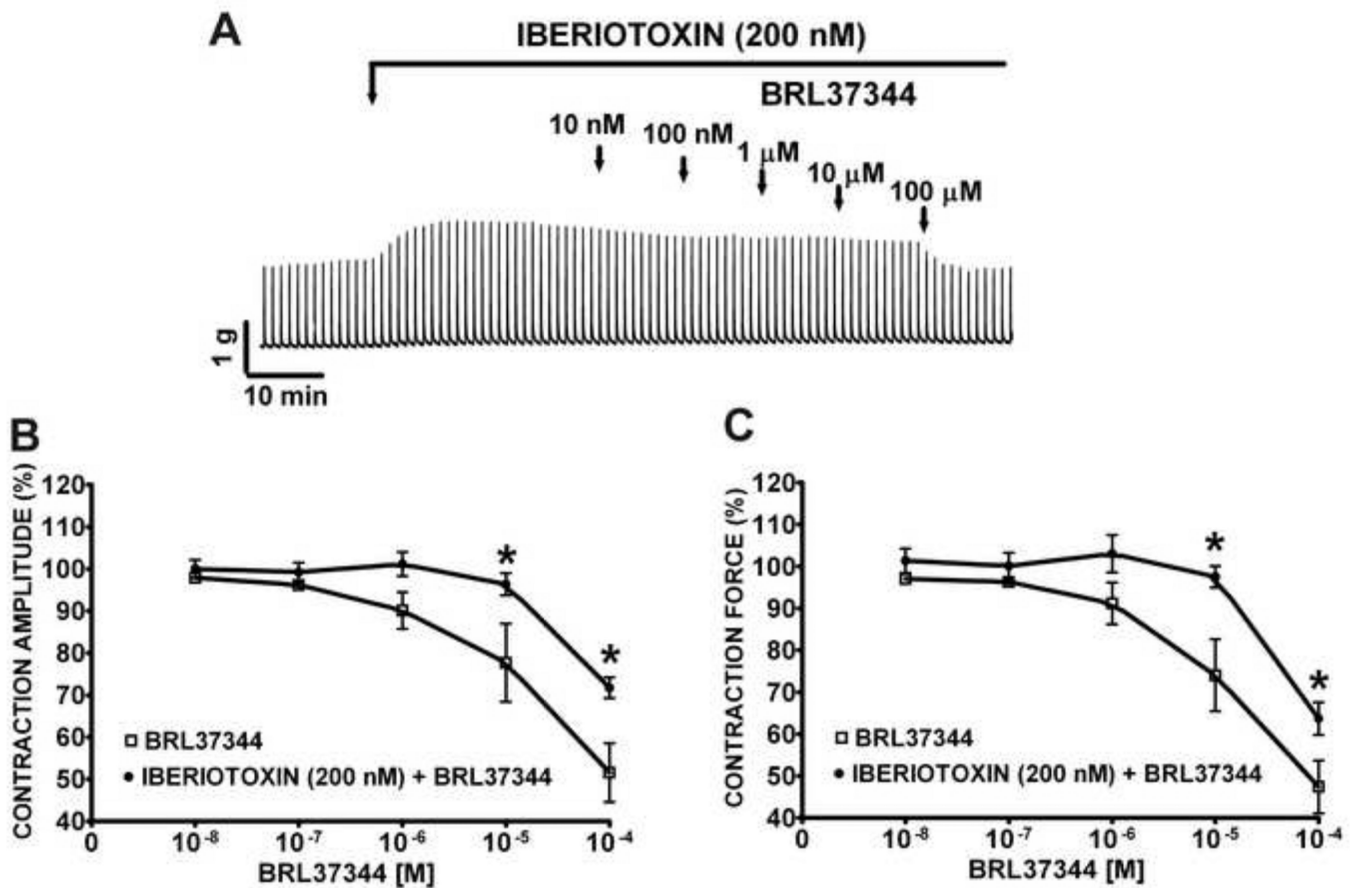 A
IBERIOTOXIN (200 nM)
BRL37344
10 nM
100 nM
1 μM
10 μM
100 μM
1 g
10 min
B
CONTRACTION AMPLITUDE (%)
120
110
100
90
80
70
60
50
40
*
*
BRL37344
IBERIOTOXIN (200 nM) + BRL37344
0
10⁻⁸
10⁻⁷
10⁻⁶
10⁻⁵
10⁻⁴
BRL37344 [M]
C
CONTRACTION FORCE (%)
120
110
100
90
80
70
60
50
40
*
*
BRL37344
IBERIOTOXIN (200 nM) + BRL37344
0
10⁻⁸
10⁻⁷
10⁻⁶
10⁻⁵
10⁻⁴
BRL37344 [M]